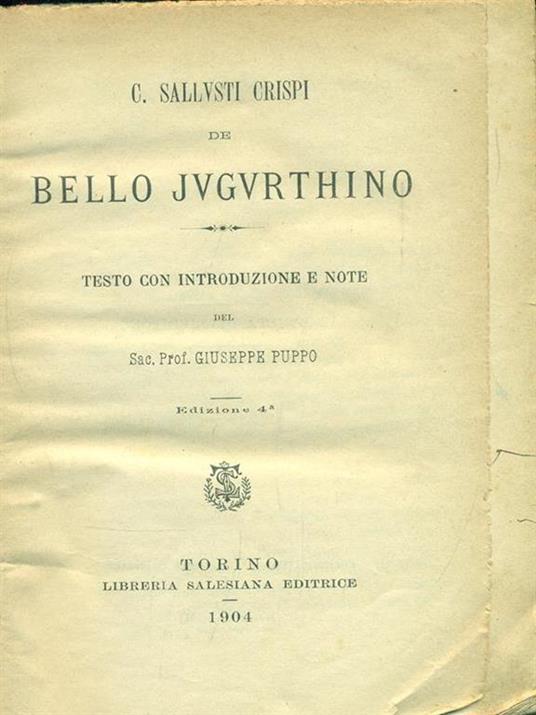 C. SALLVSTI CRISPI
DE
BELLO JVGVRTHINO
TESTO CON INTRODUZIONE E NOTE
DEL
Sac. Prof. GIUSEPPE PUPPO
Edizione 4ª
TORINO
LIBRERIA SALESIANA EDITRICE
1904